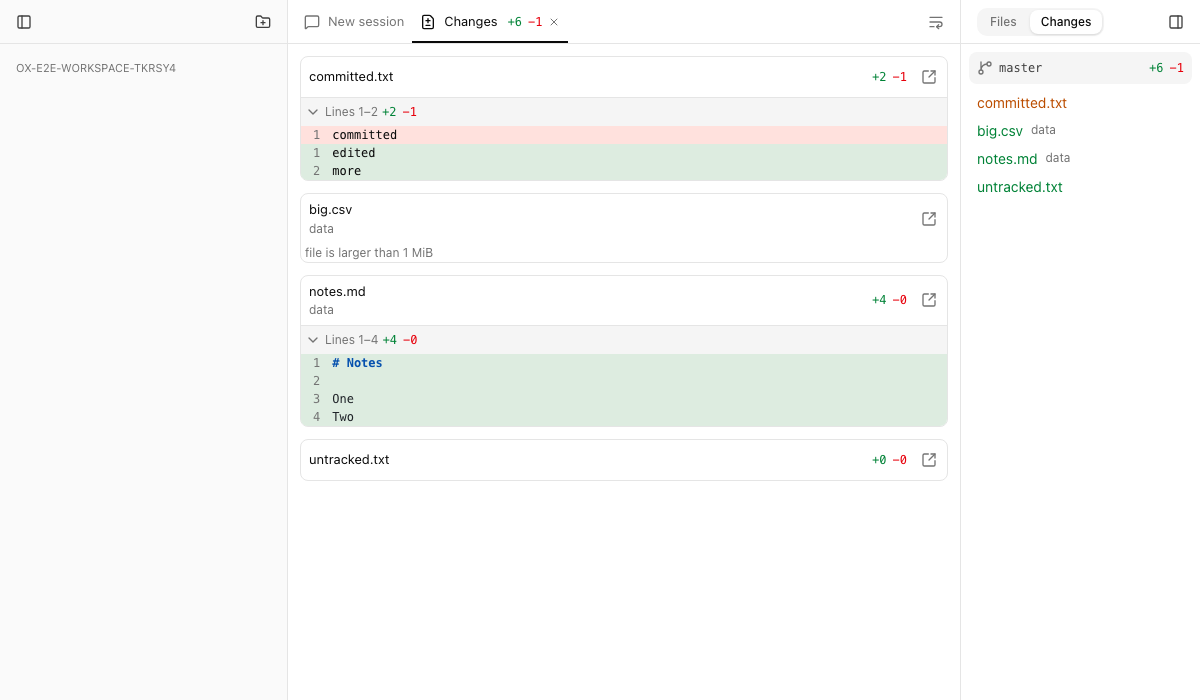 OX-E2E-WORKSPACE-TKRSY4
New session
Changes +6 −1
committed.txt +2 −1
Lines 1–2 +2 −1
1 committed
1 edited
2 more
big.csv
data
file is larger than 1 MiB
notes.md
data
+4 −0
Lines 1–4 +4 −0
1 # Notes
2
3 One
4 Two
untracked.txt +0 −0
Files Changes
master +6 −1
committed.txt
big.csv data
notes.md data
untracked.txt